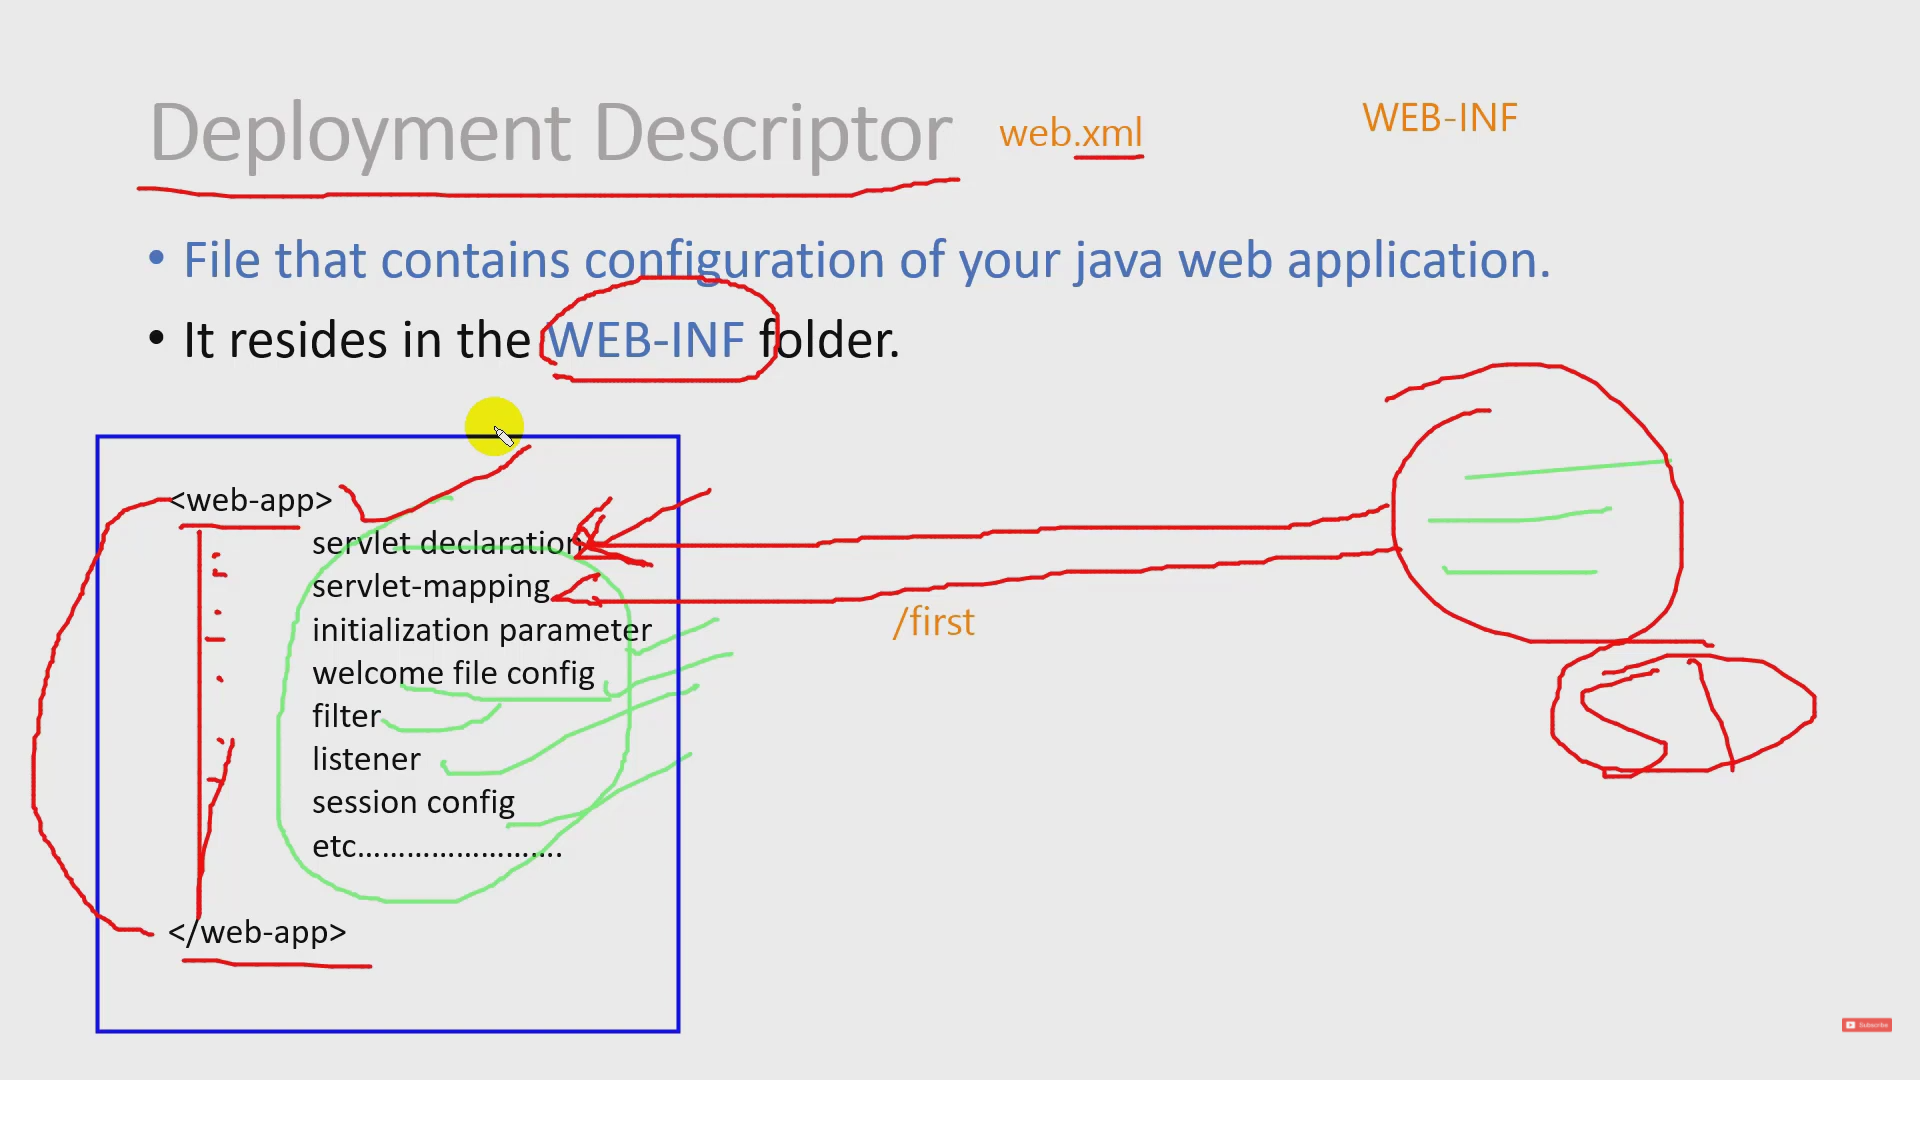 Deployment Descriptor
web.xml
WEB-INF
• File that contains configuration of your java web application.
• It resides in the WEB-INF folder.
<web-app>
servlet declaration
servlet-mapping
initialization parameter
/first
welcome file config
filter
listener
session config
etc.........................
</web-app>
Subscribe